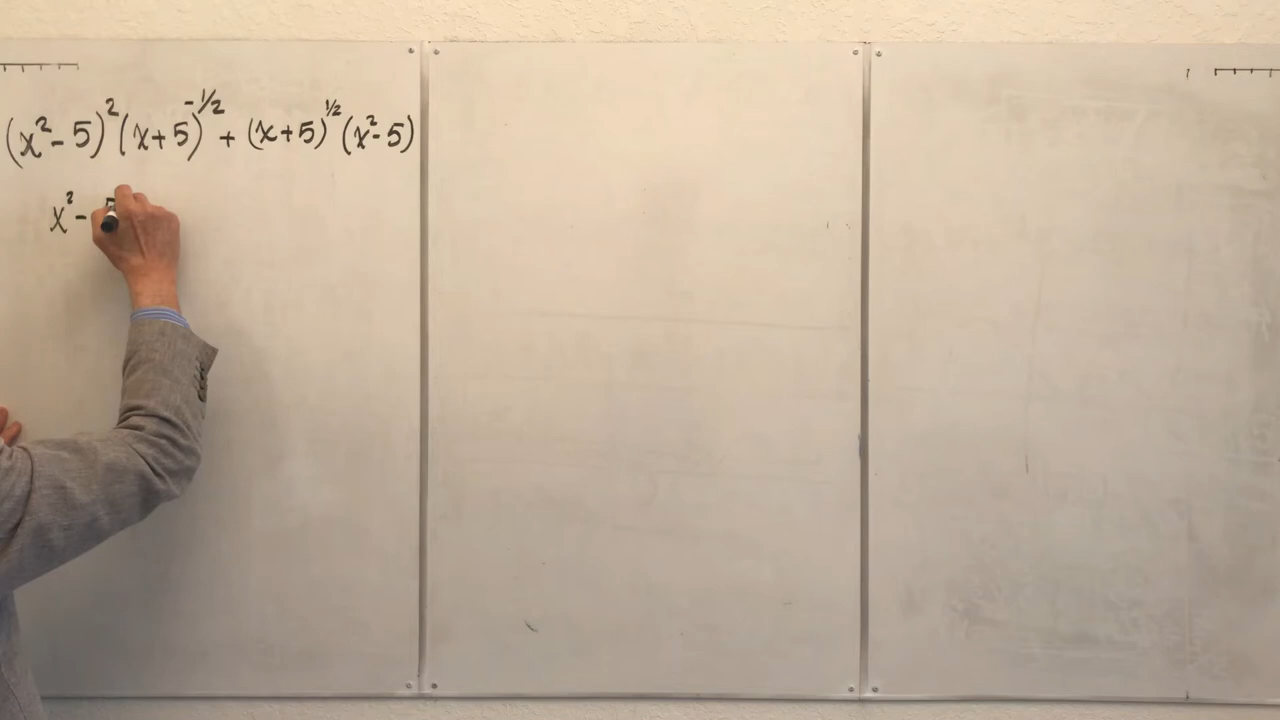 (x²-5)²(x+5)^-1/2 + (x+5)^1/2(x²-5)
x²-